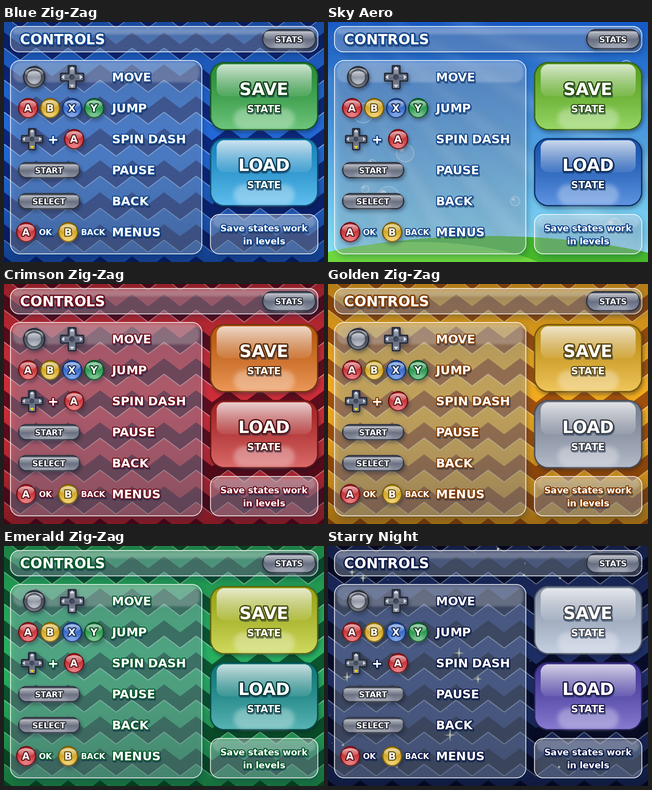 Blue Zig-Zag
CONTROLS STATS
MOVE
A B X Y JUMP
+ A SPIN DASH
START PAUSE
SELECT BACK
A OK B BACK MENUS
SAVE
STATE
LOAD
STATE
Save states work
in levels
Sky Aero
CONTROLS STATS
MOVE
A B X Y JUMP
+ A SPIN DASH
START PAUSE
SELECT BACK
A OK B BACK MENUS
SAVE
STATE
LOAD
STATE
Save states work
in levels
Crimson Zig-Zag
CONTROLS STATS
MOVE
A B X Y JUMP
+ A SPIN DASH
START PAUSE
SELECT BACK
A OK B BACK MENUS
SAVE
STATE
LOAD
STATE
Save states work
in levels
Golden Zig-Zag
CONTROLS STATS
MOVE
A B X Y JUMP
+ A SPIN DASH
START PAUSE
SELECT BACK
A OK B BACK MENUS
SAVE
STATE
LOAD
STATE
Save states work
in levels
Emerald Zig-Zag
CONTROLS STATS
MOVE
A B X Y JUMP
+ A SPIN DASH
START PAUSE
SELECT BACK
A OK B BACK MENUS
SAVE
STATE
LOAD
STATE
Save states work
in levels
Starry Night
CONTROLS STATS
MOVE
A B X Y JUMP
+ A SPIN DASH
START PAUSE
SELECT BACK
A OK B BACK MENUS
SAVE
STATE
LOAD
STATE
Save states work
in levels